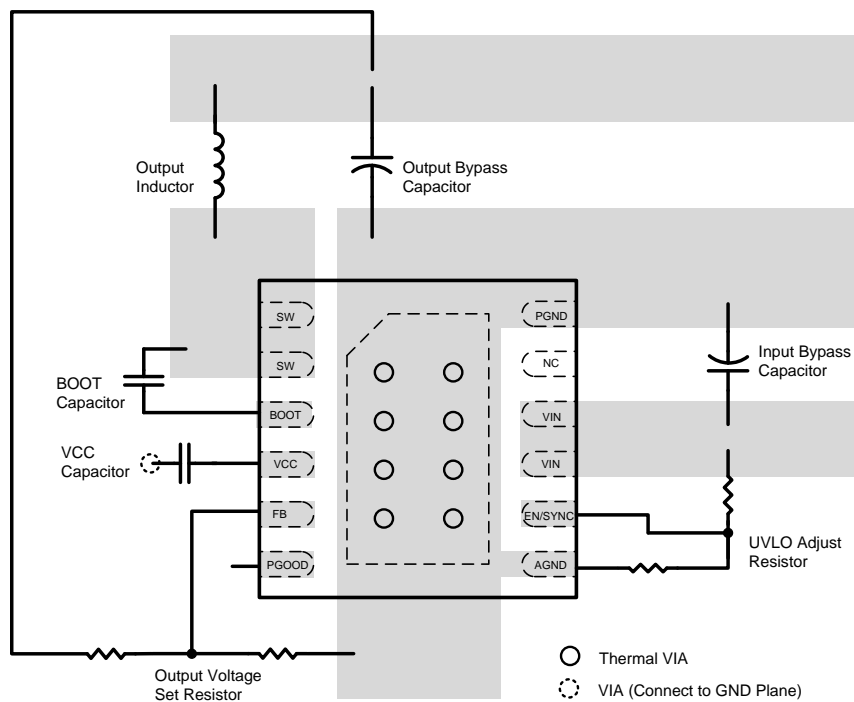 Output
Inductor
Output Bypass
Capacitor
SW
PGND
SW
NC
Input Bypass
Capacitor
BOOT
Capacitor
BOOT
VIN
VCC
Capacitor
VCC
VIN
FB
EN/SYNC
UVLO Adjust
Resistor
PGOOD
AGND
Output Voltage
Set Resistor
Thermal VIA
VIA (Connect to GND Plane)